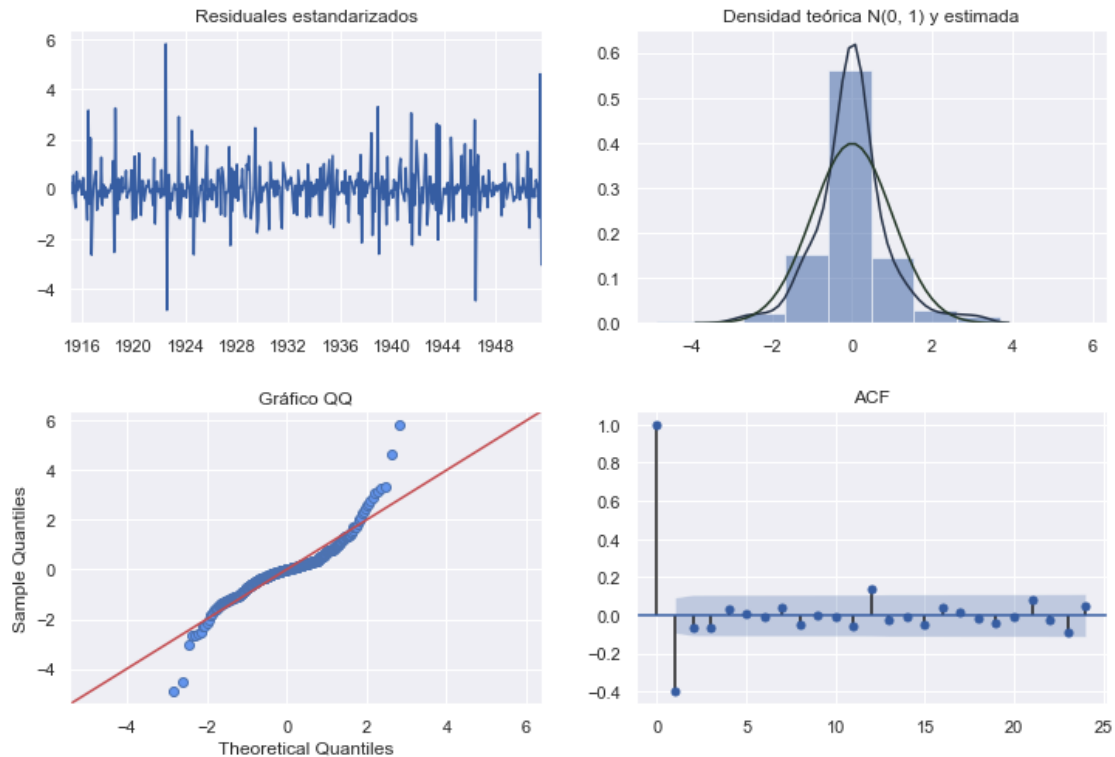 Residuales estandarizados
6
4
2
0
−2
−4
1916 1920 1924 1928 1932 1936 1940 1944 1948
Densidad teórica N(0, 1) y estimada
0.6
0.5
0.4
0.3
0.2
0.1
0.0
−4 −2 0 2 4 6
Gráfico QQ
Sample Quantiles
6
4
2
0
−2
−4
−4 −2 0 2 4 6
Theoretical Quantiles
ACF
1.0
0.8
0.6
0.4
0.2
0.0
−0.2
−0.4
0 5 10 15 20 25